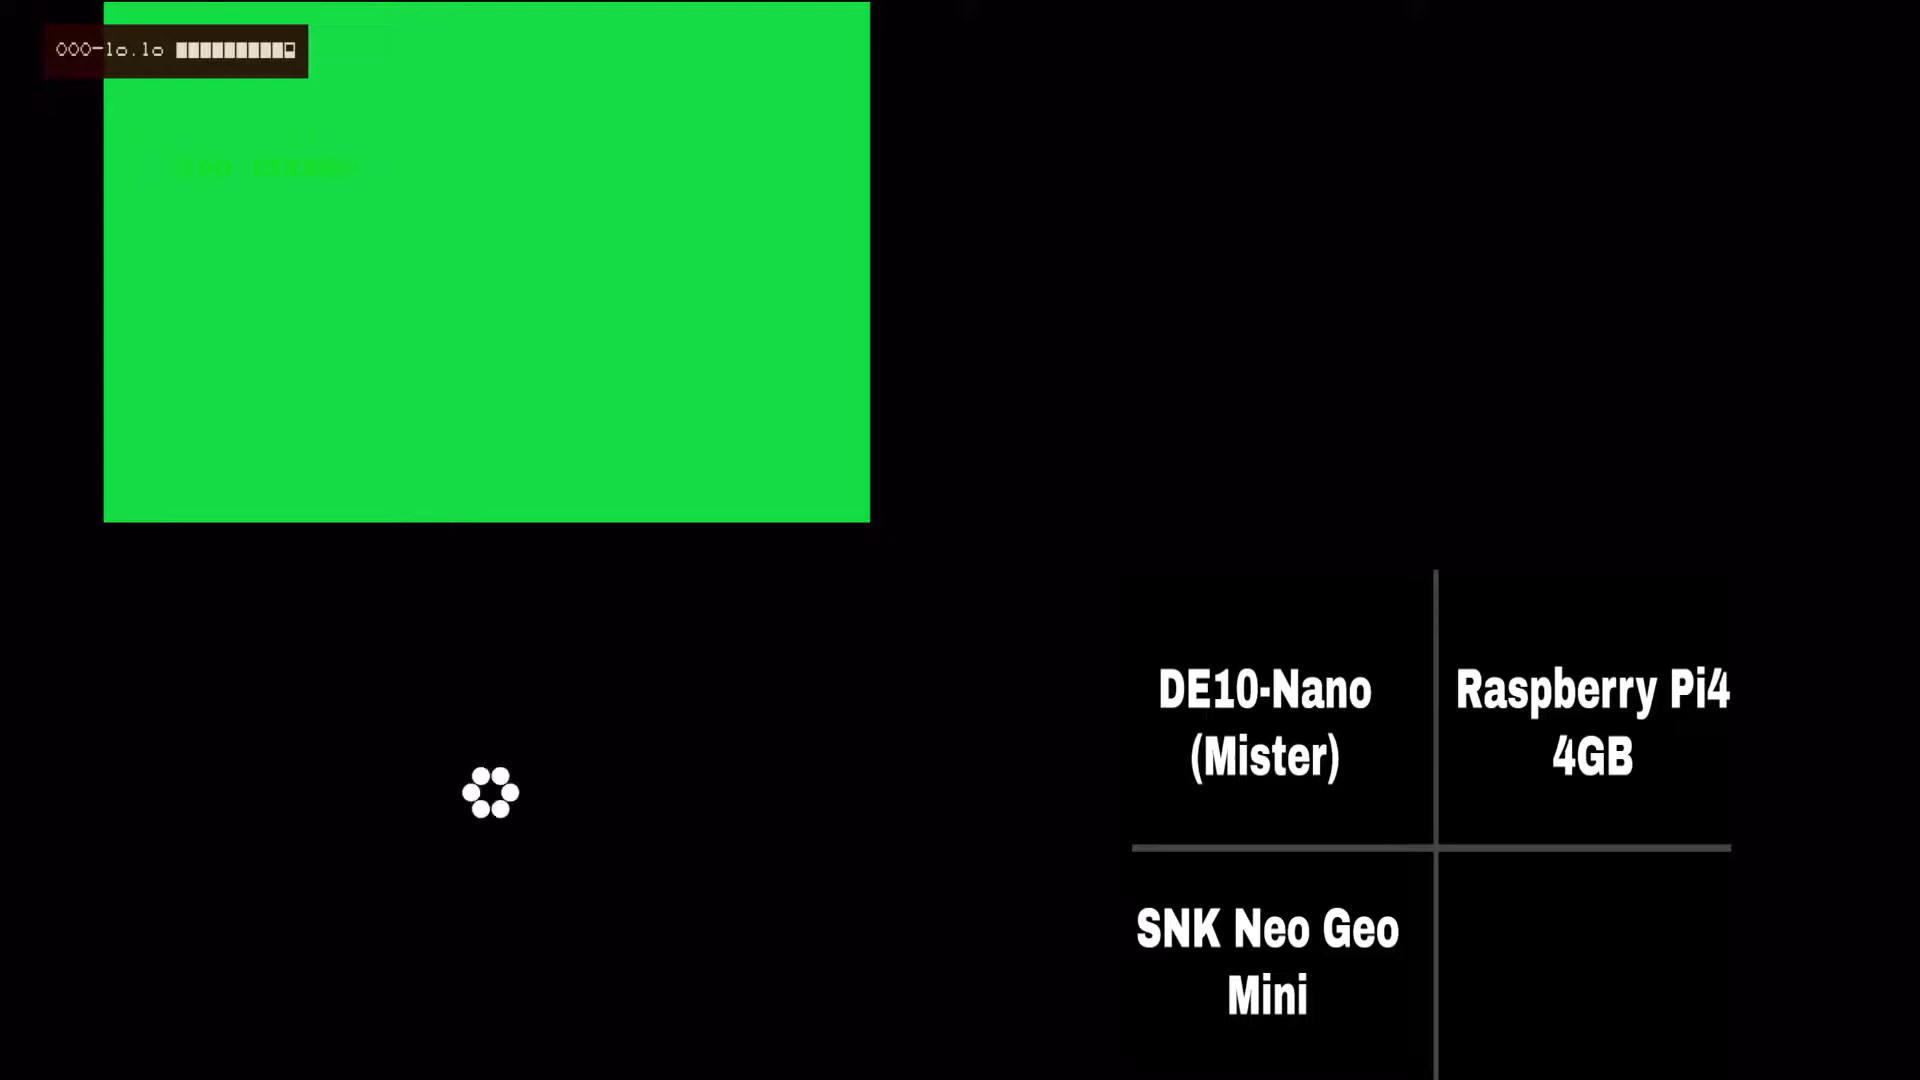 000-lo.lo
DE10-Nano
(Mister)
Raspberry Pi4
4GB
SNK Neo Geo
Mini